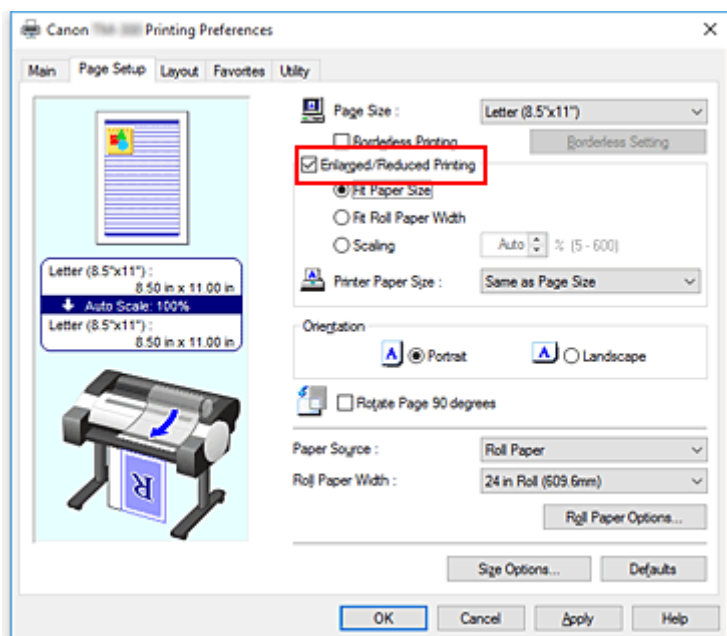 Canon Printing Preferences
Main Page Setup Layout Favorites Utility
Page Size : Letter (8.5"x11")
Borderless Printing Borderless Setting
Enlarged/Reduced Printing
Fit Paper Size
Fit Roll Paper Width
Scaling Auto % (5 - 600)
Letter (8.5"x11") :
8.50 in x 11.00 in
Auto Scale: 100%
Letter (8.5"x11") :
8.50 in x 11.00 in
Printer Paper Size : Same as Page Size
Orientation
A Portrait A Landscape
Rotate Page 90 degrees
R
Paper Source : Roll Paper
Roll Paper Width : 24 in Roll (609.6mm)
Roll Paper Options...
Size Options... Defaults
OK Cancel Apply Help